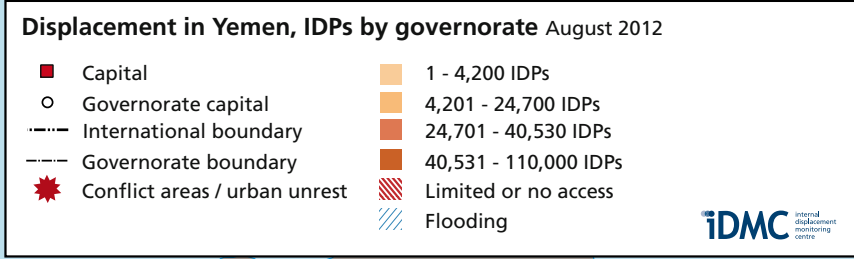 Displacement in Yemen, IDPs by governorate August 2012
Capital
Governorate capital
International boundary
Governorate boundary
Conflict areas / urban unrest
1 - 4,200 IDPs
4,201 - 24,700 IDPs
24,701 - 40,530 IDPs
40,531 - 110,000 IDPs
Limited or no access
Flooding
iDMC
internal
displacement
monitoring
centre